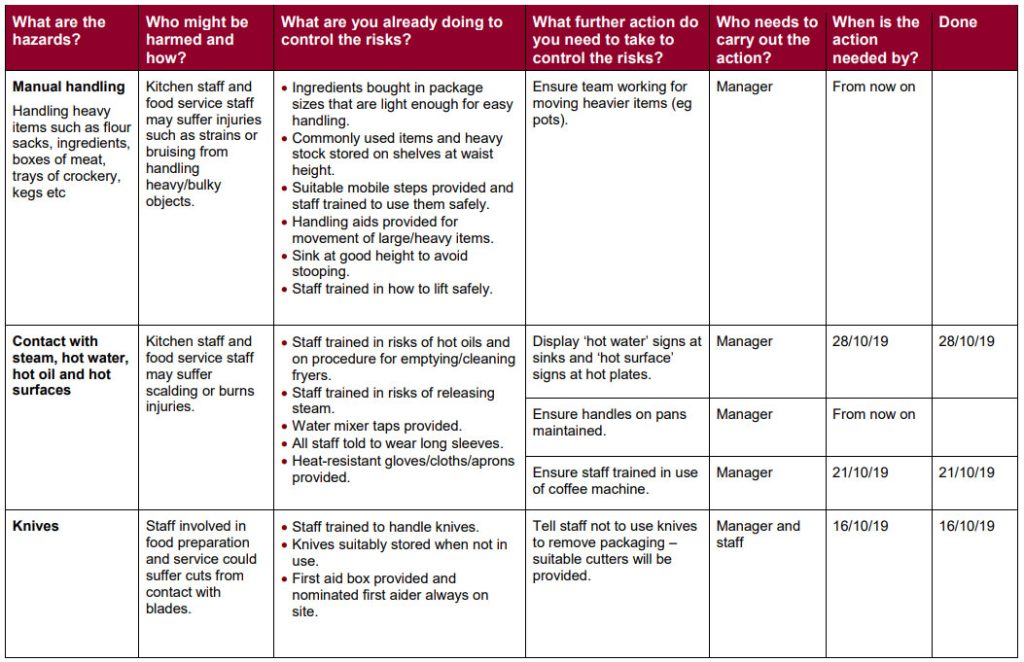 What are the
hazards?
Who might be
harmed and
how?
What are you already doing to
control the risks?
What further action do
you need to take to
control the risks?
Who needs to
carry out the
action?
When is the
action
needed by?
Done
Manual handling
Handling heavy
items such as flour
sacks, ingredients,
boxes of meat,
trays of crockery,
kegs etc
Kitchen staff and
food service staff
may suffer injuries
such as strains or
bruising from
handling
heavy/bulky
objects.
• Ingredients bought in package
sizes that are light enough for easy
handling.
• Commonly used items and heavy
stock stored on shelves at waist
height.
• Suitable mobile steps provided and
staff trained to use them safely.
• Handling aids provided for
movement of large/heavy items.
• Sink at good height to avoid
stooping.
• Staff trained in how to lift safely.
Ensure team working for
moving heavier items (eg
pots).
Manager
From now on
Contact with
steam, hot water,
hot oil and hot
surfaces
Kitchen staff and
food service staff
may suffer
scalding or burns
injuries.
• Staff trained in risks of hot oils and
on procedure for emptying/cleaning
fryers.
• Staff trained in risks of releasing
steam.
• Water mixer taps provided.
• All staff told to wear long sleeves.
• Heat-resistant gloves/cloths/aprons
provided.
Display ‘hot water’ signs at
sinks and ‘hot surface’
signs at hot plates.
Manager
28/10/19
28/10/19
Ensure handles on pans
maintained.
Manager
From now on
Ensure staff trained in use
of coffee machine.
Manager
21/10/19
21/10/19
Knives
Staff involved in
food preparation
and service could
suffer cuts from
contact with
blades.
• Staff trained to handle knives.
• Knives suitably stored when not in
use.
• First aid box provided and
nominated first aider always on
site.
Tell staff not to use knives
to remove packaging –
suitable cutters will be
provided.
Manager and
staff
16/10/19
16/10/19